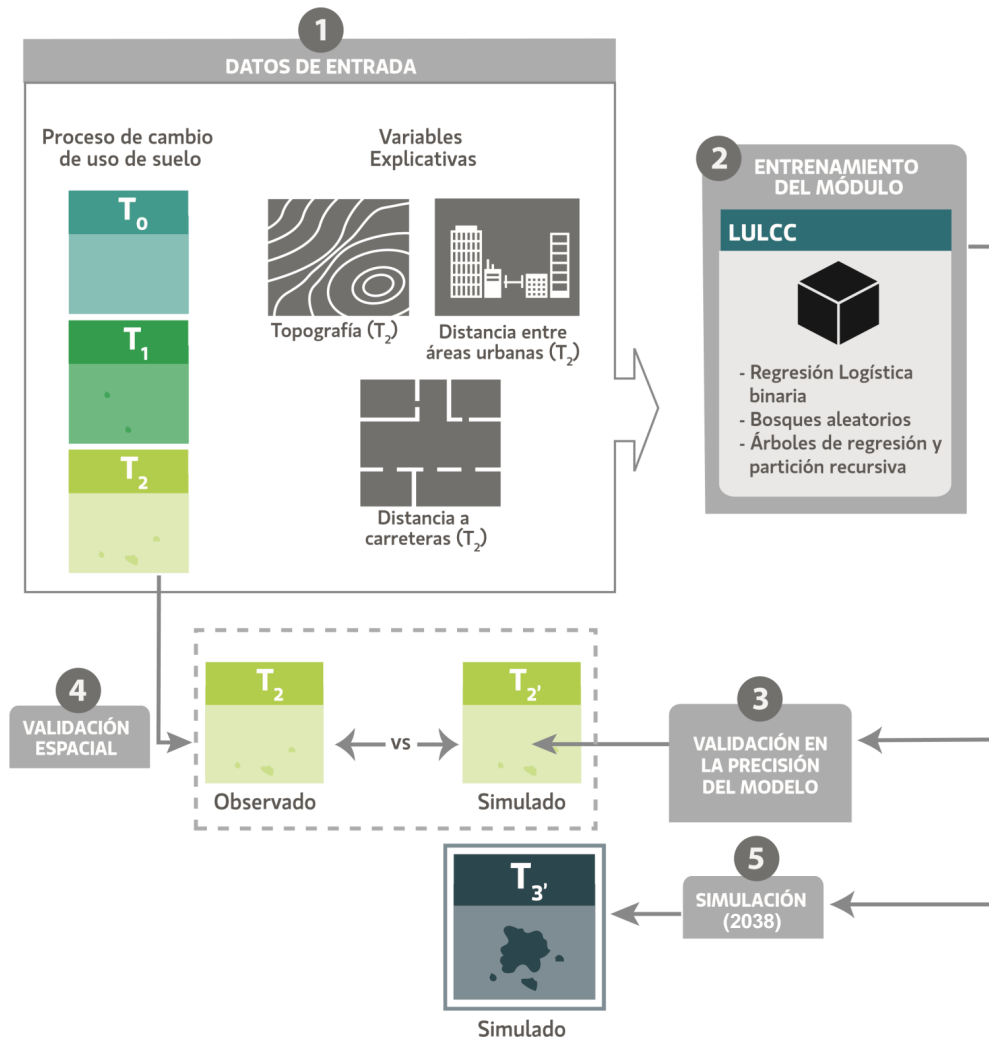 1
DATOS DE ENTRADA
Proceso de cambio
de uso de suelo
T0
T1
T2
Variables
Explicativas
Topografía (T2)
Distancia entre
áreas urbanas (T2)
Distancia a
carreteras (T2)
2
ENTRENAMIENTO
DEL MÓDULO
LULCC
- Regresión Logística
binaria
- Bosques aleatorios
- Árboles de regresión y
partición recursiva
4
VALIDACIÓN
ESPACIAL
T2
Observado
vs
T2'
Simulado
3
VALIDACIÓN EN
LA PRECISIÓN
DEL MODELO
5
SIMULACIÓN
(2038)
T3'
Simulado